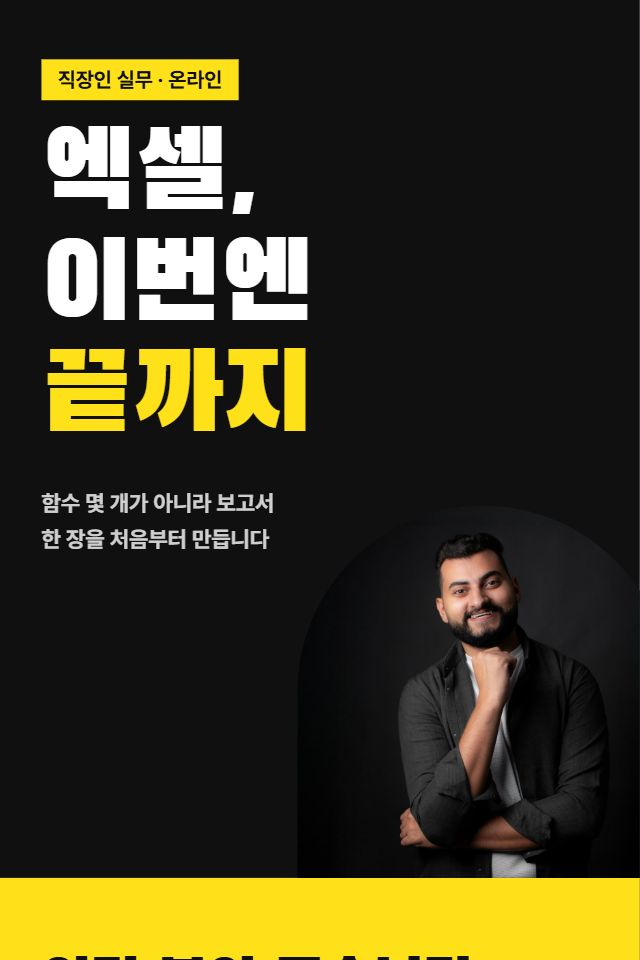 직장인 실무 · 온라인
엑셀,
이번엔
끝까지
함수 몇 개가 아니라 보고서
한 장을 처음부터 만듭니다